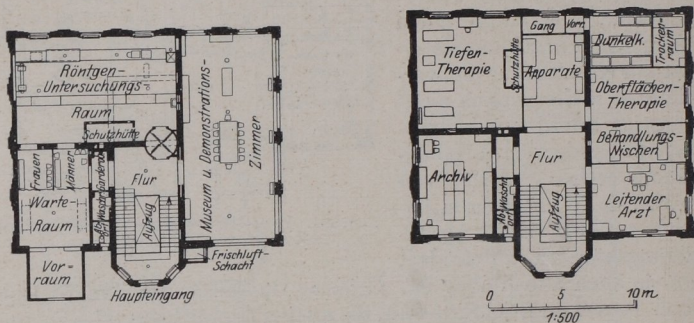 Röntgen-
Untersuchungs-
Raum
Schutzhütte
Museum u. Demonstrations-
Zimmer
Frauen
Männer
Warte-
Raum
Garderobe
Flur
Aufzug
Vor-
raum
Haupteingang
Frischluft-
Schacht
Gang
Vorr.
Tiefen-
Therapie
Schutzhütte
Apparate
Dunkelk.
Trocken-
raum
Oberflächen-
Therapie
Behandlungs-
Nischen
Archiv
Flur
Aufzug
Leitender
Arzt
0 5 10 m
1:500